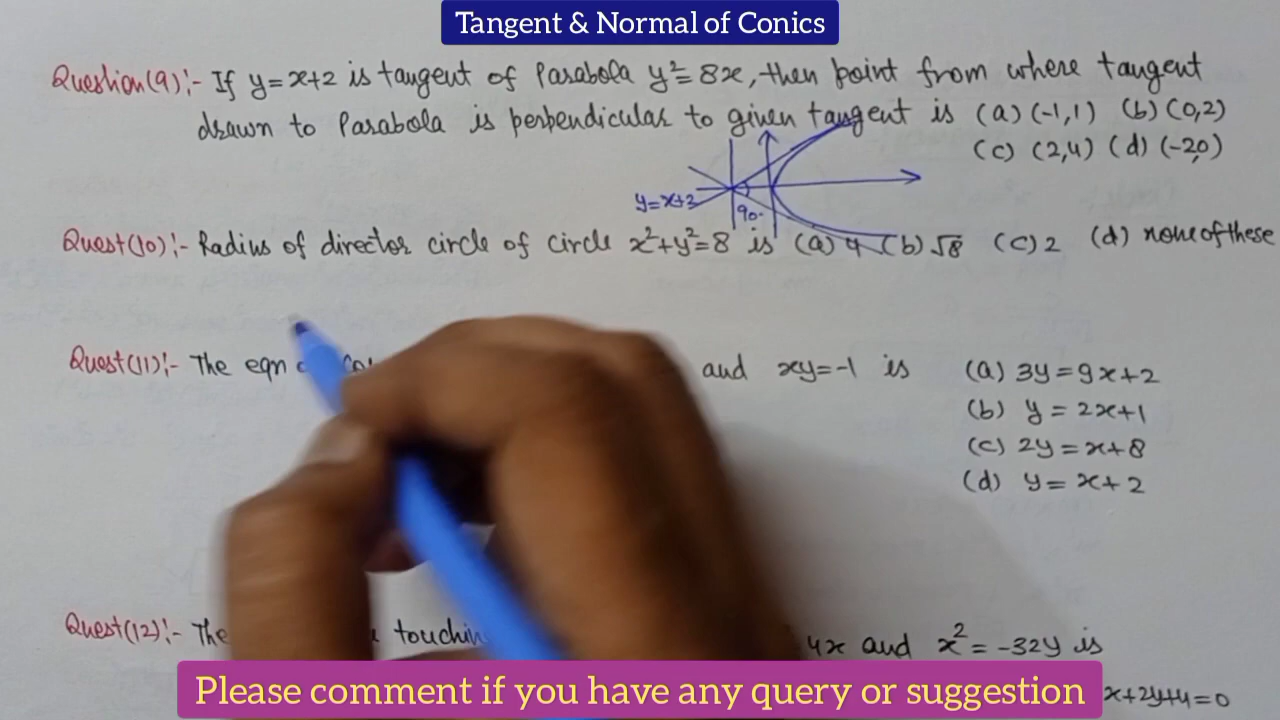 Tangent & Normal of Conics
Question(9):- If y=x+2 is tangent of Parabola y²=8x, then point from where tangent
drawn to Parabola is perpendicular to given tangent is (a) (-1,1) (b) (0,2)
(c) (2,4) (d) (-2,0)
y=x+2
90°
Quest(10):- Radius of director circle of circle x²+y²=8 is (a) 4 (b) √8 (c) 2 (d) none of these
Quest(11):- The eqn and xy=-1 is (a) 3y=9x+2
(b) y = 2x+1
(c) 2y=x+8
(d) y= x+2
Quest(12):- The 4x and x²=-32y is
x+2y+4=0
Please comment if you have any query or suggestion